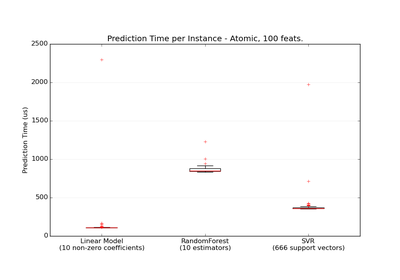 Prediction Time per Instance - Atomic, 100 feats.
2500
2000
1500
1000
500
0
Prediction Time (us)
Linear Model
(10 non-zero coefficients)
RandomForest
(10 estimators)
SVR
(666 support vectors)